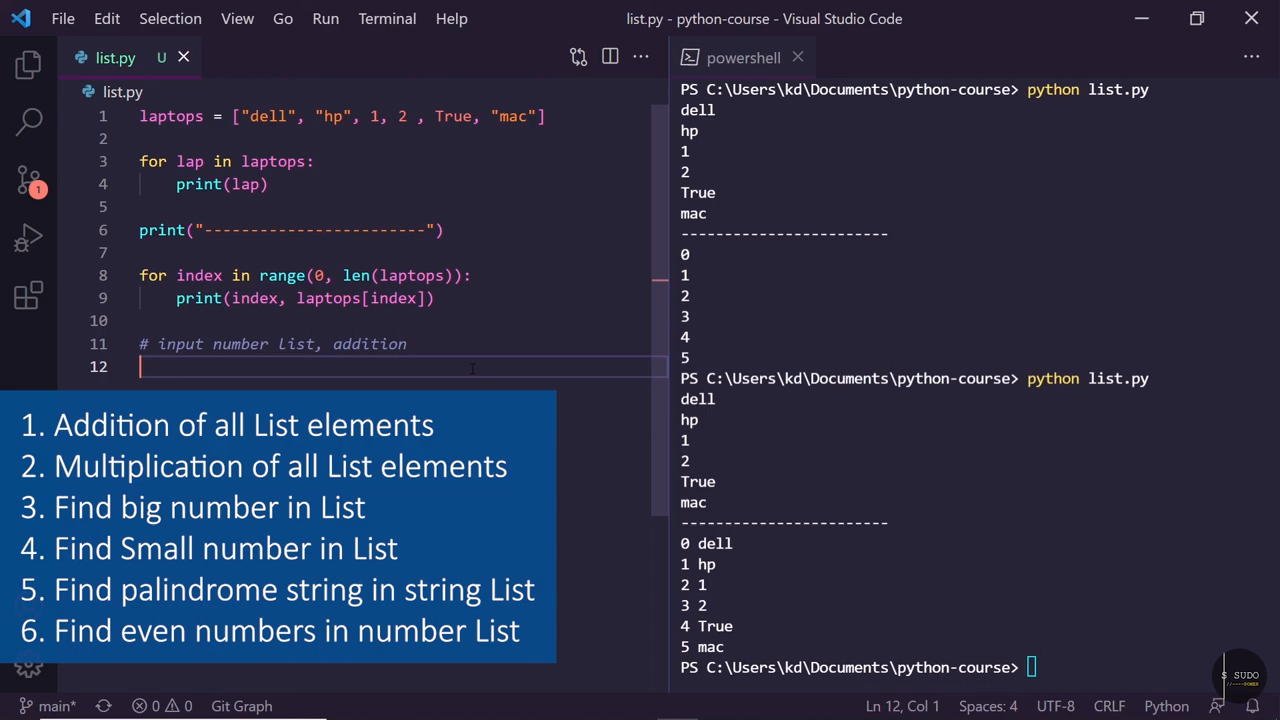 File Edit Selection View Go Run Terminal Help
list.py - python-course - Visual Studio Code
list.py U
powershell
list.py
1 laptops = ["dell", "hp", 1, 2 , True, "mac"]
2
3 for lap in laptops:
4 print(lap)
5
6 print("------------------------")
7
8 for index in range(0, len(laptops)):
9 print(index, laptops[index])
10
11 # input number list, addition
12
1
1. Addition of all List elements
2. Multiplication of all List elements
3. Find big number in List
4. Find Small number in List
5. Find palindrome string in string List
6. Find even numbers in number List
PS C:\Users\kd\Documents\python-course> python list.py
dell
hp
1
2
True
mac
------------------------
0
1
2
3
4
5
PS C:\Users\kd\Documents\python-course> python list.py
dell
hp
1
2
True
mac
------------------------
0 dell
1 hp
2 1
3 2
4 True
5 mac
PS C:\Users\kd\Documents\python-course>
S SUDO
main* 0 0 Git Graph
Ln 12, Col 1 Spaces: 4 UTF-8 CRLF Python